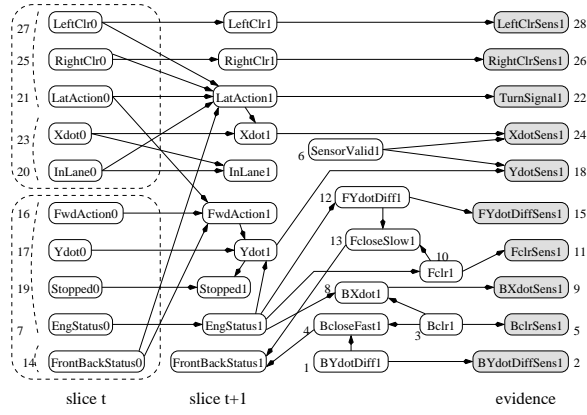 27 LeftClr0 LeftClr1 LeftClrSens1 28
25 RightClr0 RightClr1 RightClrSens1 26
21 LatAction0 LatAction1 TurnSignal1 22
23 Xdot0 Xdot1 XdotSens1 24
6 SensorValid1
20 InLane0 InLane1 YdotSens1 18
12 FYdotDiff1
16 FwdAction0 FwdAction1 FYdotDiffSens1 15
13 FcloseSlow1
17 Ydot0 Ydot1 10 FclrSens1 11
Fclr1
19 Stopped0 Stopped1 8 BXdot1 BXdotSens1 9
7 EngStatus0 EngStatus1 4 BcloseFast1 3 Bclr1 BclrSens1 5
14 FrontBackStatus0 FrontBackStatus1 1 BYdotDiff1 BYdotDiffSens1 2
slice t slice t+1 evidence